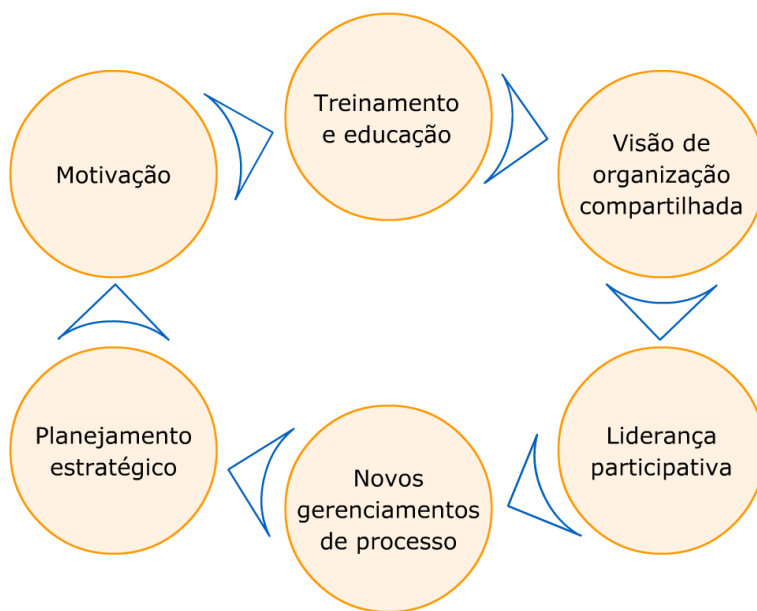 Motivação
Treinamento
e educação
Visão de
organização
compartilhada
Liderança
participativa
Novos
gerenciamentos
de processo
Planejamento
estratégico